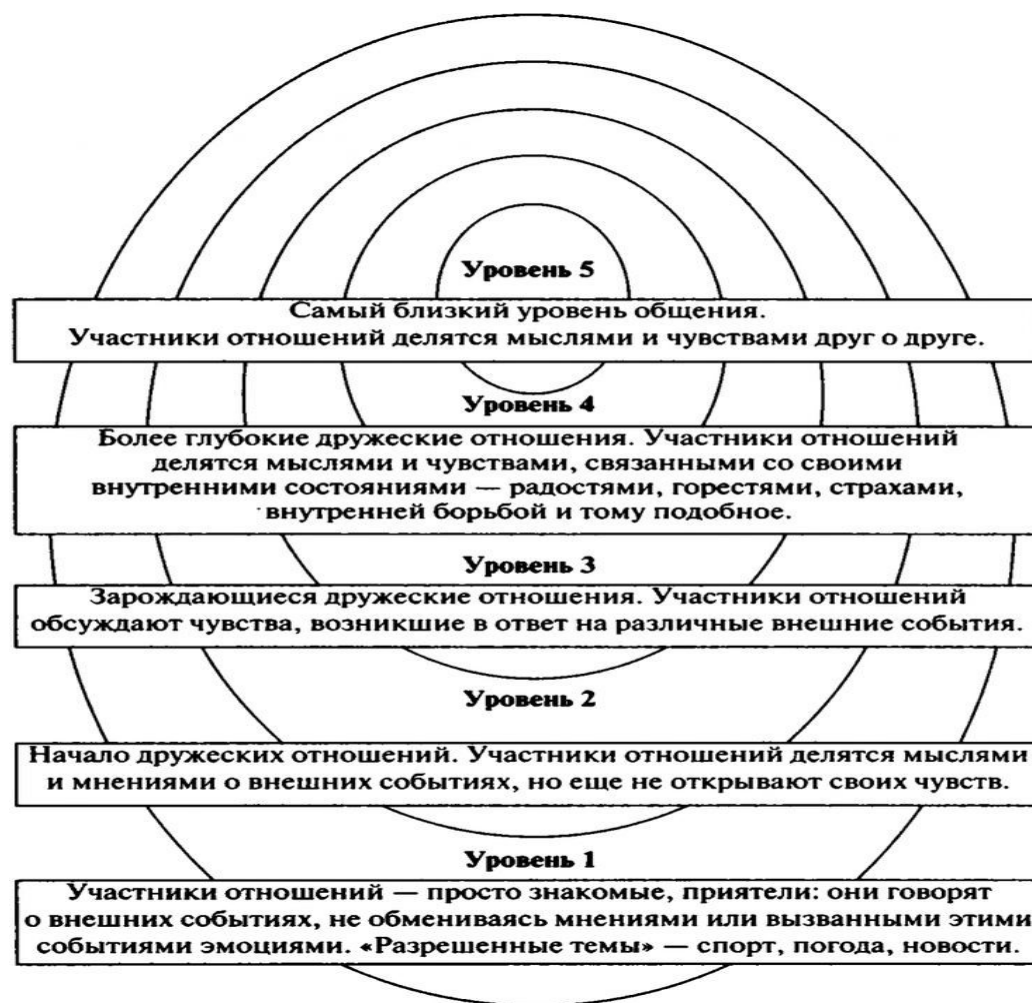 Уровень 5
Самый близкий уровень общения.
Участники отношений делятся мыслями и чувствами друг о друге.
Уровень 4
Более глубокие дружеские отношения. Участники отношений
делятся мыслями и чувствами, связанными со своими
внутренними состояниями — радостями, горестями, страхами,
внутренней борьбой и тому подобное.
Уровень 3
Зарождающиеся дружеские отношения. Участники отношений
обсуждают чувства, возникшие в ответ на различные внешние события.
Уровень 2
Начало дружеских отношений. Участники отношений делятся мыслями
и мнениями о внешних событиях, но еще не открывают своих чувств.
Уровень 1
Участники отношений — просто знакомые, приятели: они говорят
о внешних событиях, не обмениваясь мнениями или вызванными этими
событиями эмоциями. «Разрешенные темы» — спорт, погода, новости.